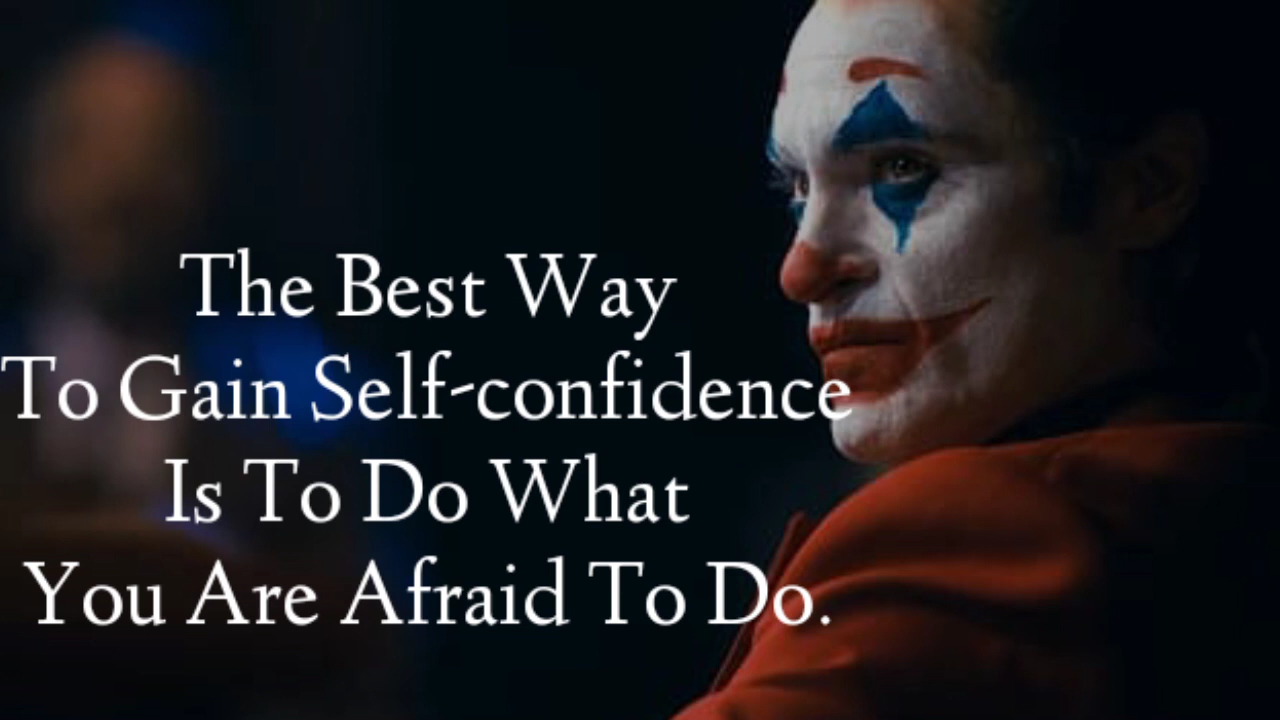 The Best Way
To Gain Self-confidence
Is To Do What
You Are Afraid To Do.